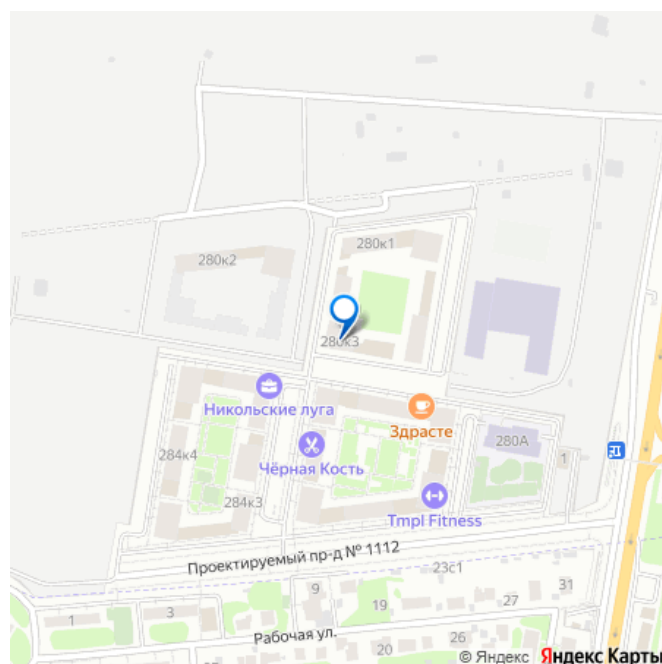 280к1
280к2
280к3
Никольские луга
Здрасте
Чёрная Кость
280А
284к4
284к3
1
Tmpl Fitness
Проектируемый пр-д № 1112
23с1
9
31
1
3
19
27
Рабочая ул.
26
20
© Яндекс Яндекс Карты